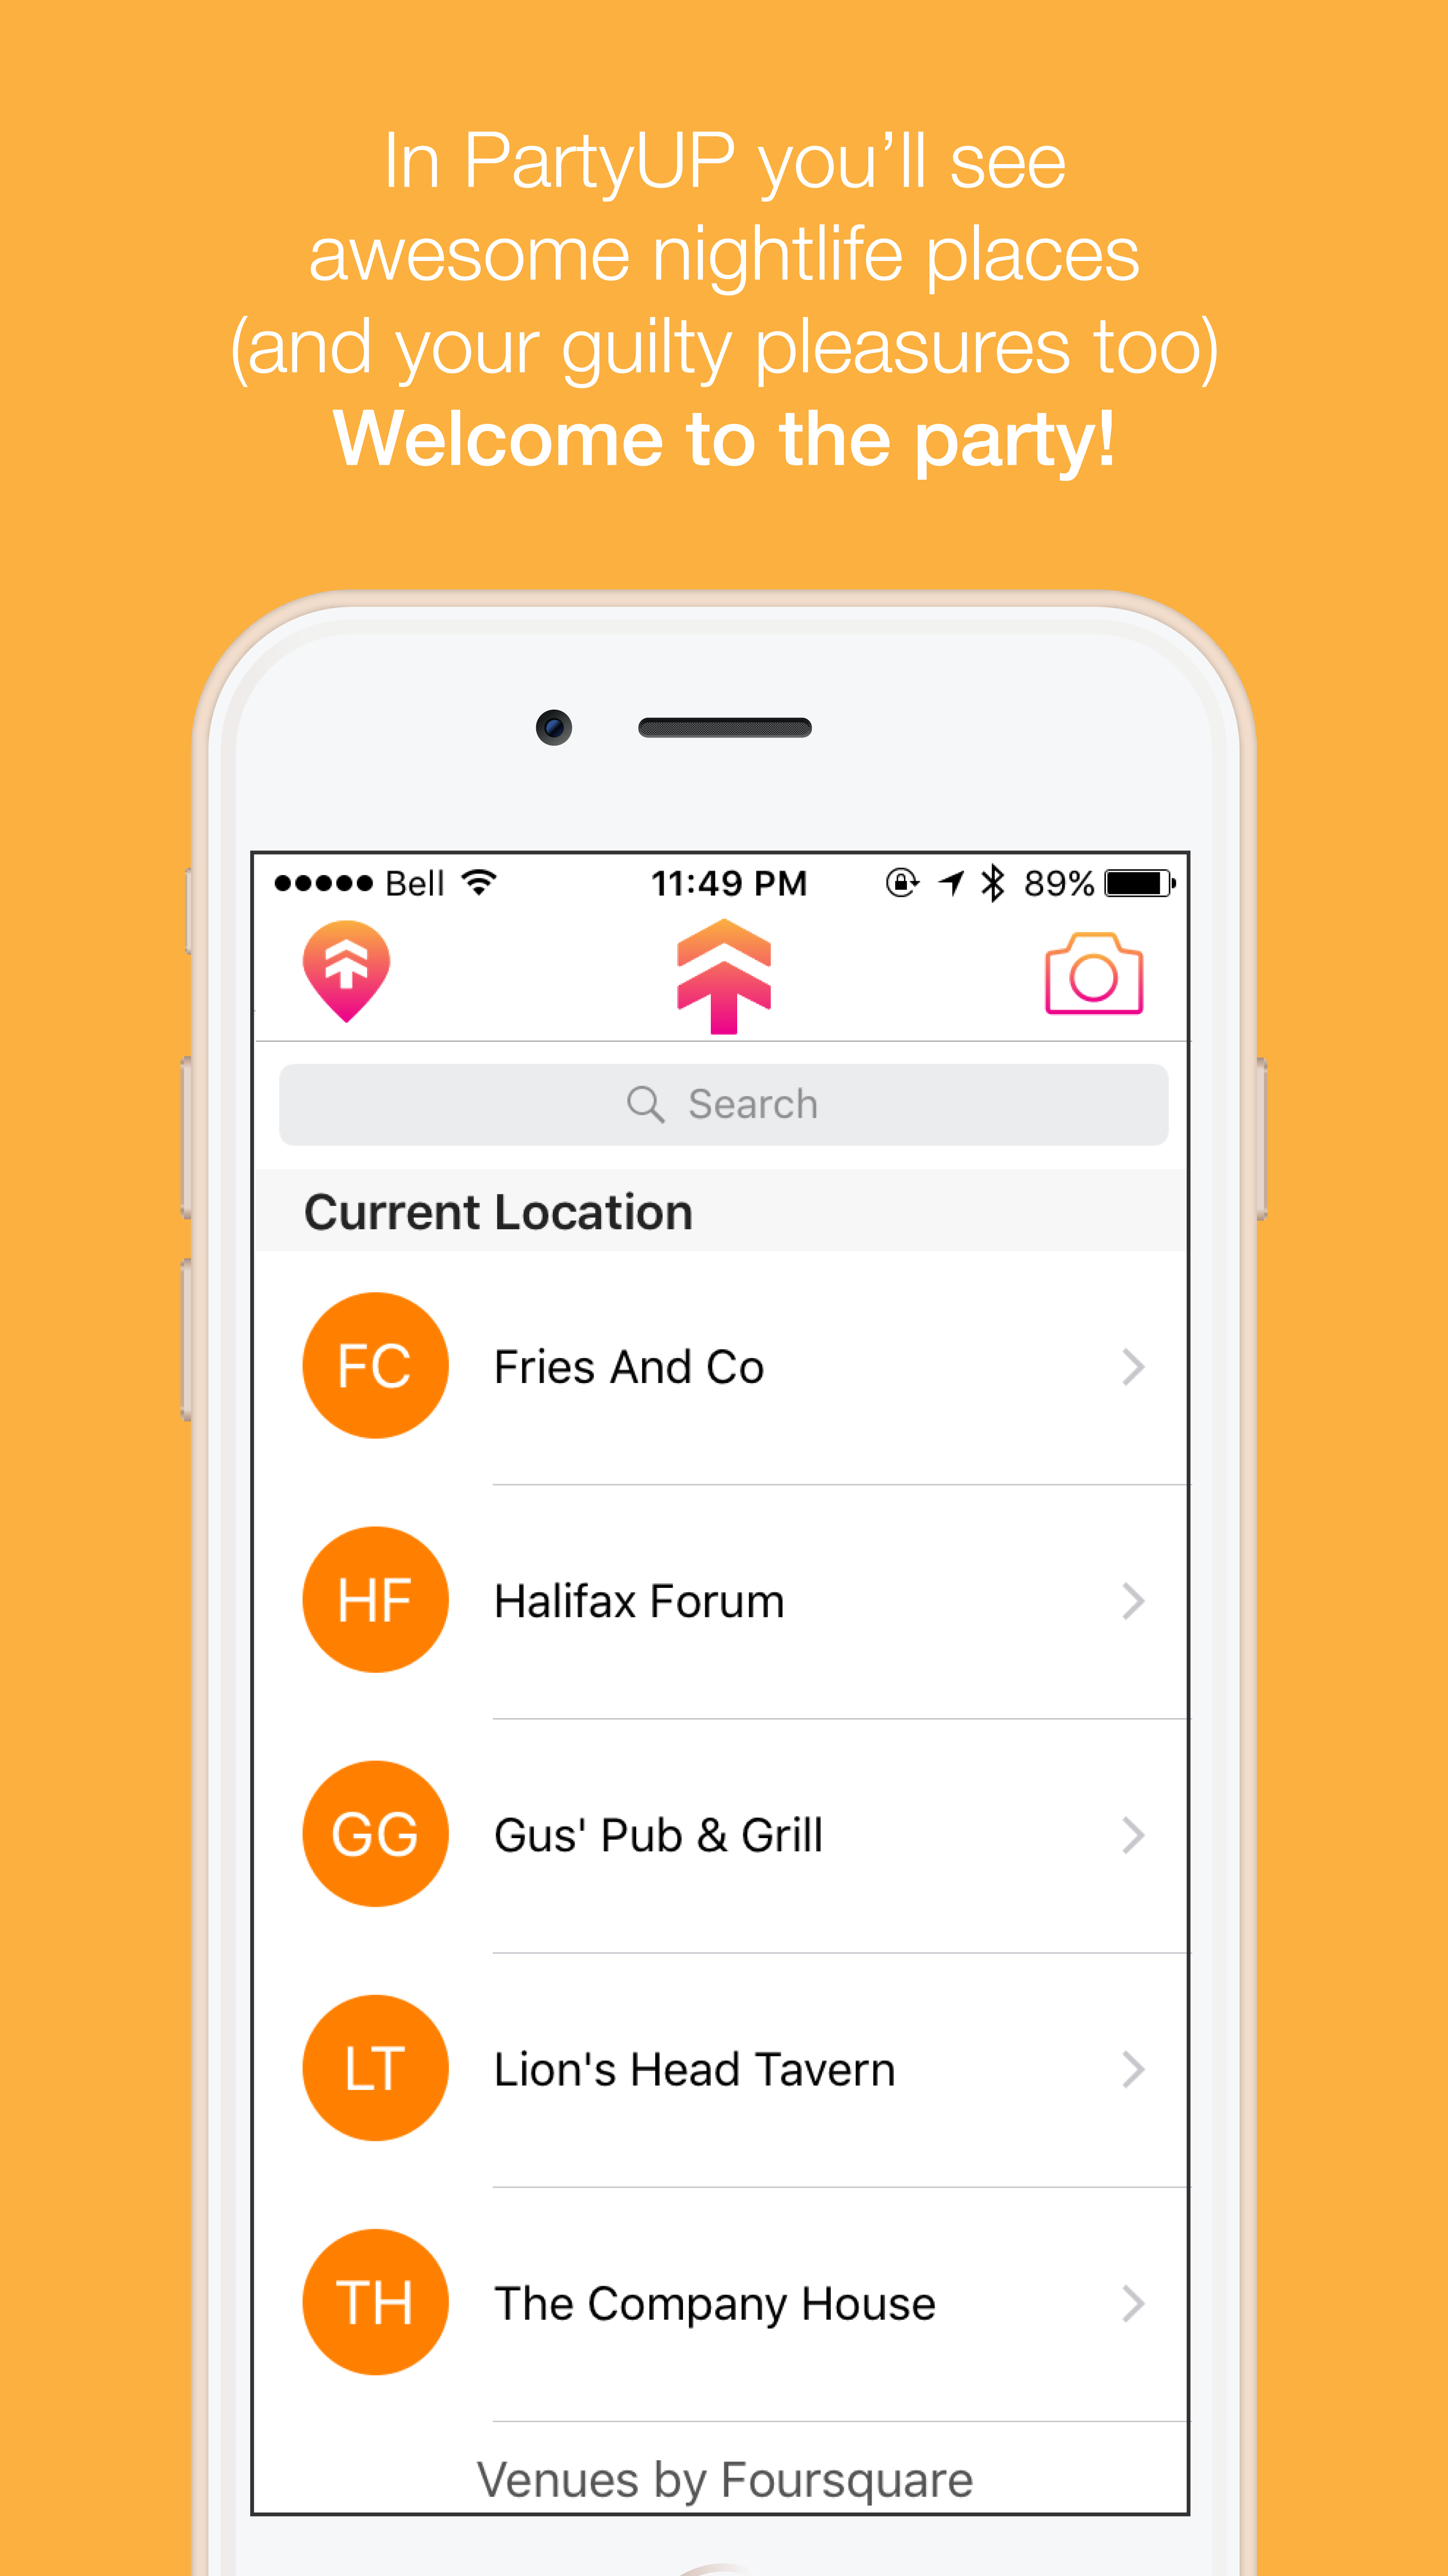 In PartyUP you’ll see
awesome nightlife places
(and your guilty pleasures too)
Welcome to the party!
Bell 11:49 PM 89%
Search
Current Location
FC Fries And Co
HF Halifax Forum
GG Gus' Pub & Grill
LT Lion's Head Tavern
TH The Company House
Venues by Foursquare